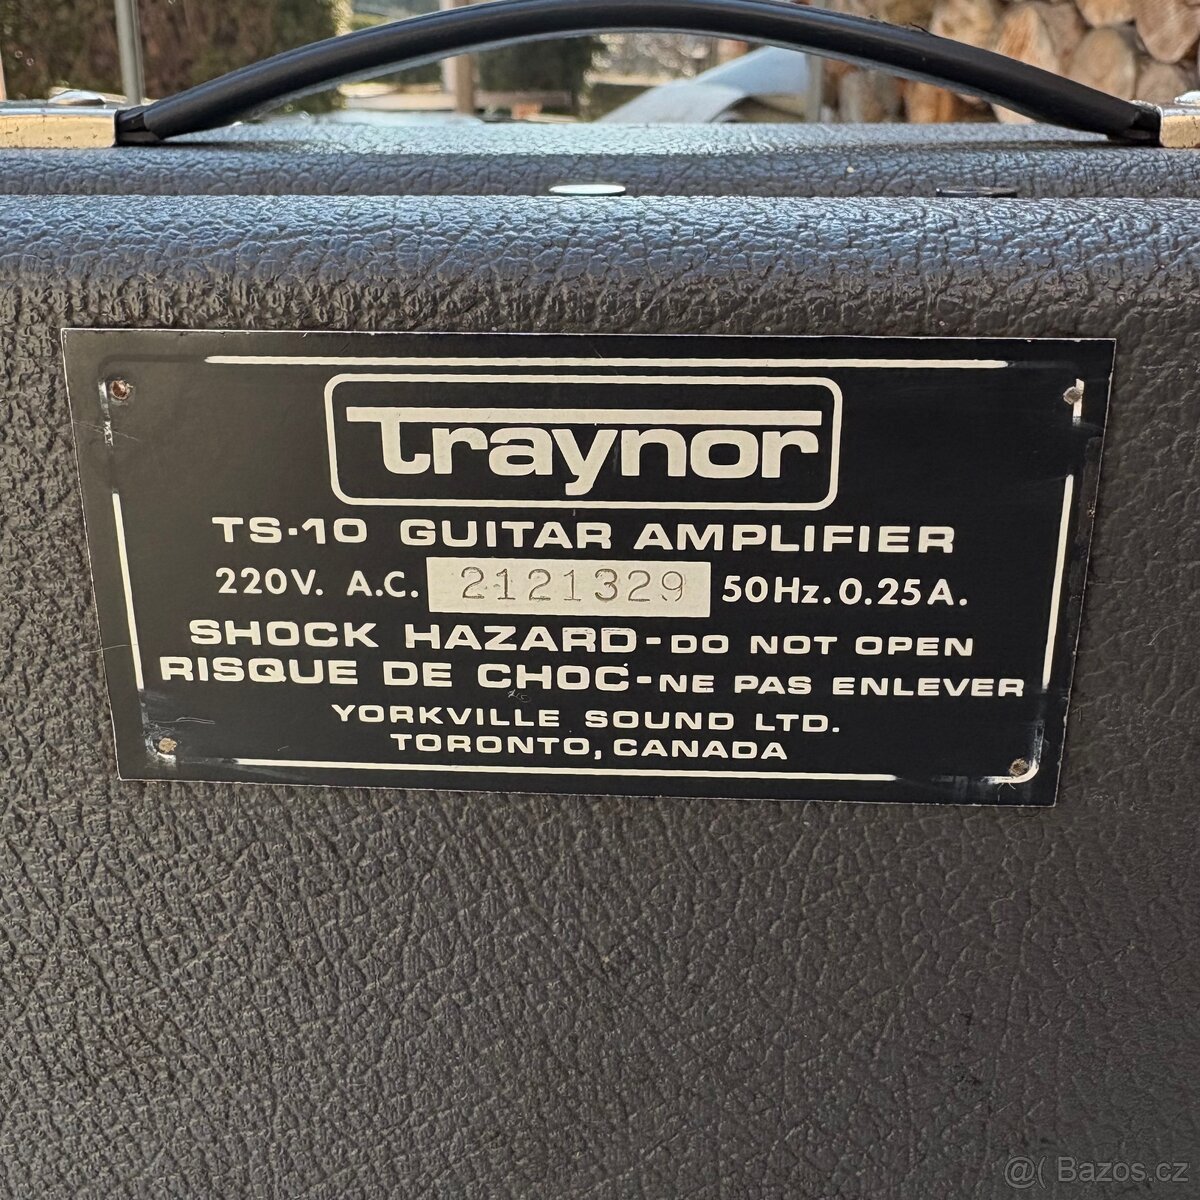 traynor
TS-10 GUITAR AMPLIFIER
220V. A.C. 2121329 50Hz. 0.25A.
SHOCK HAZARD-DO NOT OPEN
RISQUE DE CHOC-NE PAS ENLEVER
YORKVILLE SOUND LTD.
TORONTO, CANADA
@( Bazos.cz